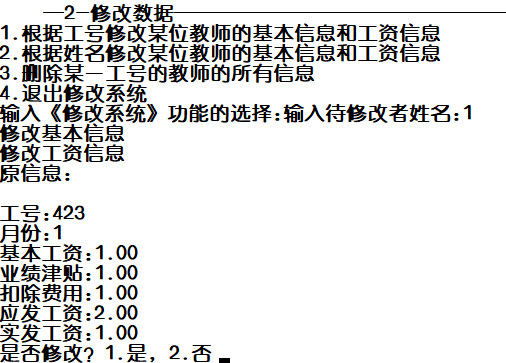 —2-修改数据——————————————————
1.根据工号修改某位教师的基本信息和工资信息
2.根据姓名修改某位教师的基本信息和工资信息
3.删除某一工号的教师的所有信息
4.退出修改系统
输入《修改系统》功能的选择:输入待修改者姓名:1
修改基本信息
修改工资信息
原信息:
工号:423
月份:1
基本工资:1.00
业绩津贴:1.00
扣除费用:1.00
应发工资:2.00
实发工资:1.00
是否修改? 1.是, 2.否